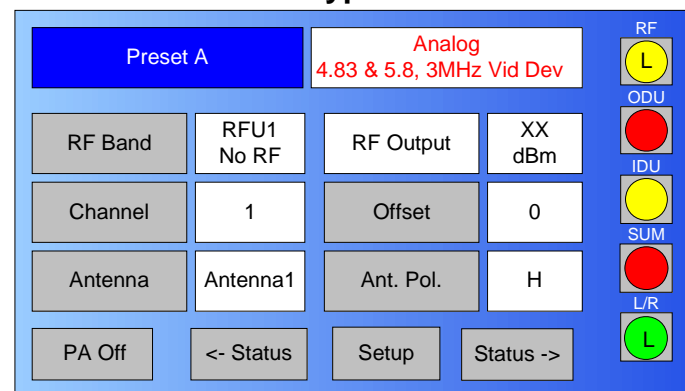 Preset A
Analog
4.83 & 5.8, 3MHz Vid Dev
RF
L
ODU
RF Band
RFU1
No RF
RF Output
XX
dBm
IDU
Channel
1
Offset
0
SUM
Antenna
Antenna1
Ant. Pol.
H
L/R
L
PA Off
<- Status
Setup
Status ->